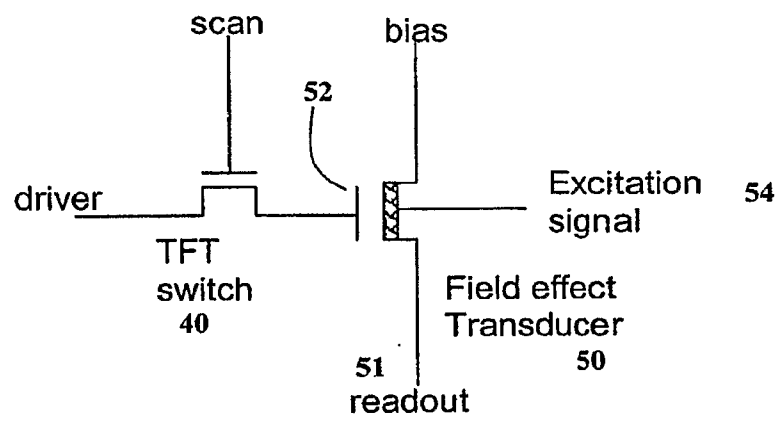 scan
bias
52
driver
Excitation 54
signal
TFT
switch
40
Field effect
Transducer
50
51
readout